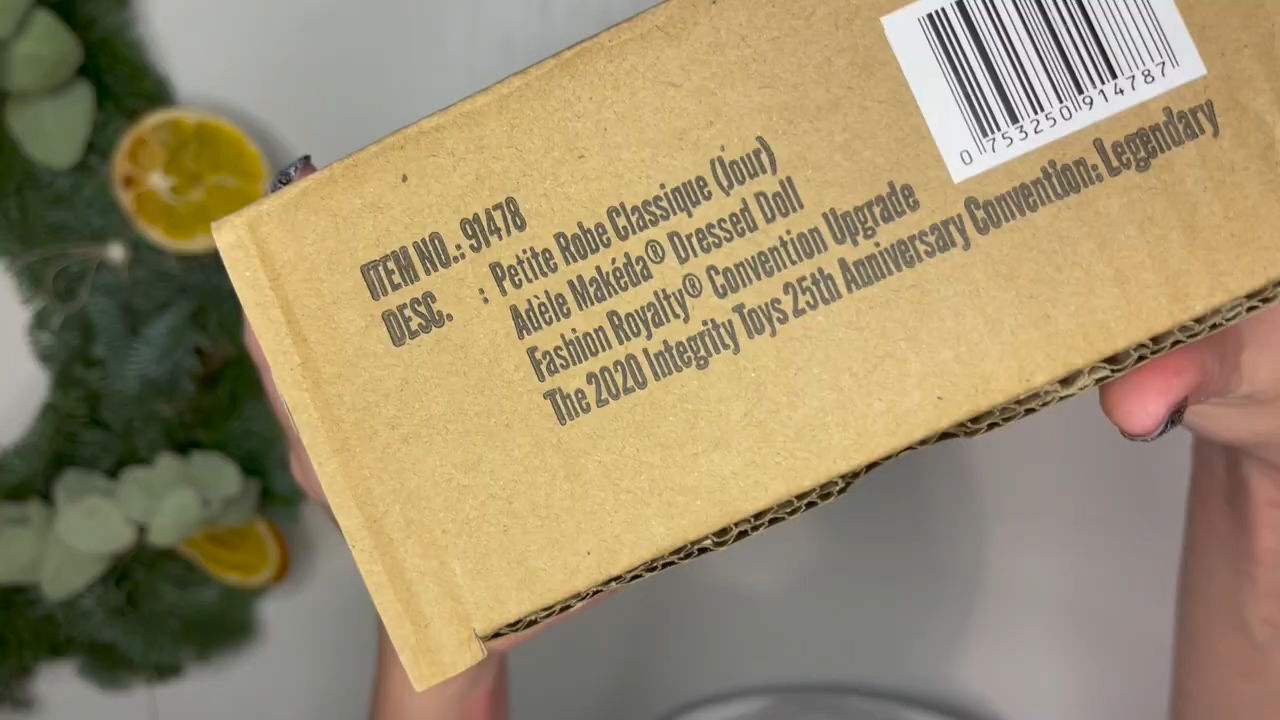 0 753250 914787
ITEM NO.: 91478
DESC. : Petite Robe Classique (Jour)
Adèle Makéda® Dressed Doll
Fashion Royalty® Convention Upgrade
The 2020 Integrity Toys 25th Anniversary Convention: Legendary